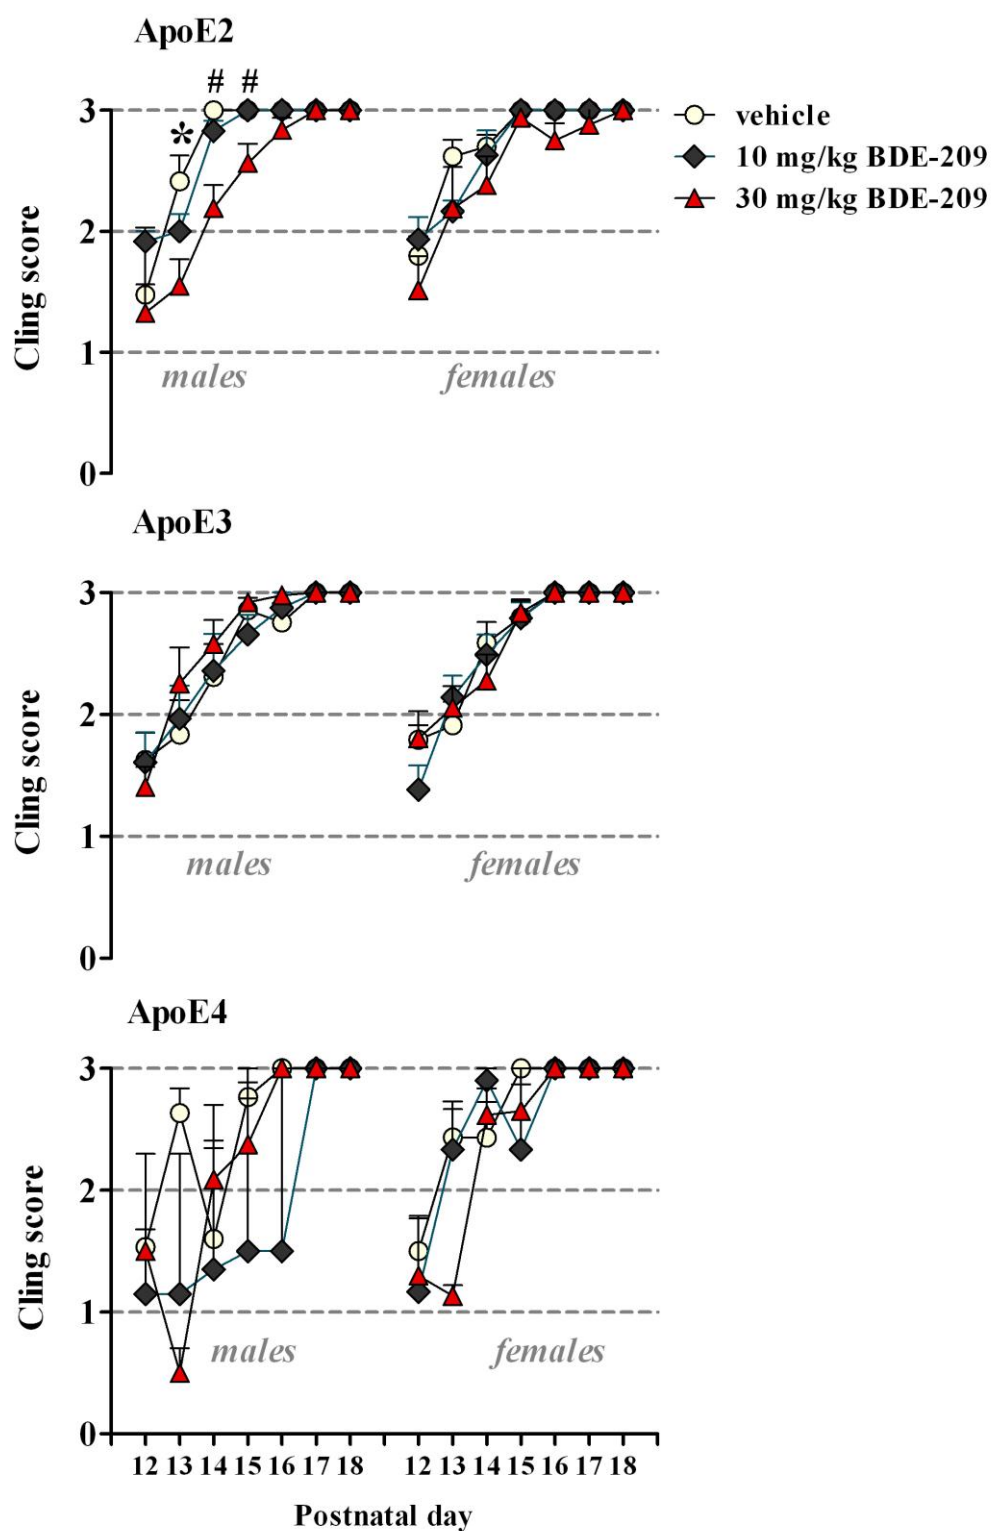 ApoE2
# #
*
vehicle
10 mg/kg BDE-209
30 mg/kg BDE-209
3
2
1
0
Cling score
males females
ApoE3
3
2
1
0
Cling score
males females
ApoE4
3
2
1
0
Cling score
males females
12 13 14 15 16 17 18 12 13 14 15 16 17 18
Postnatal day